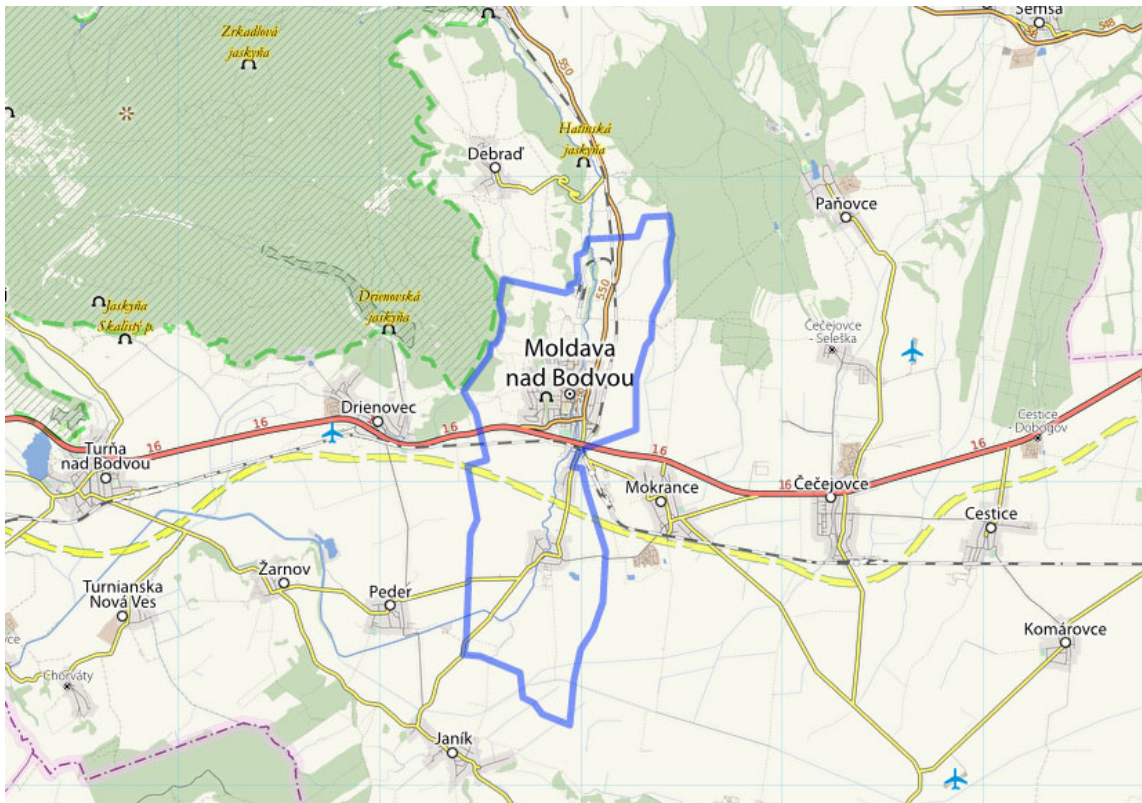 Semsa
548
Zrkadlová
jaskyňa
550
Hatinská
jaskyňa
Debraď
Paňovce
550
Jaskyňa
Skalistý p.
Drienovská
jaskyňa
Čečejovce
- Seleška
Moldava
nad Bodvou
Drienovec
16
16
16
Cestice
- Dobogov
16
16
Turňa
nad Bodvou
16
Mokrance
Čečejovce
Cestice
Žarnov
Turnianska
Nová Ves
Peder
Komárovce
Chorváty
Janík